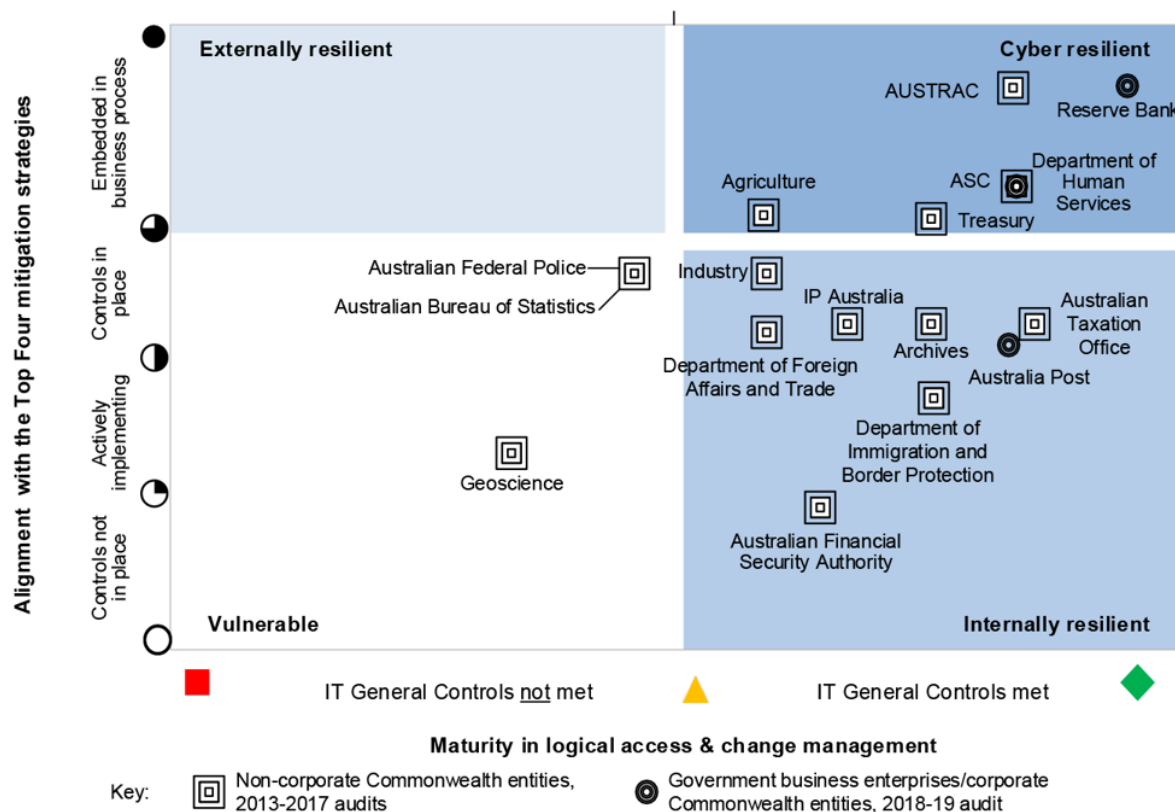 Externally resilient
Cyber resilient
AUSTRAC
Reserve Bank
Agriculture
ASC
Department of
Human
Services
Treasury
Australian Federal Police
Australian Bureau of Statistics
Industry
IP Australia
Australian
Taxation
Office
Archives
Australia Post
Department of Foreign
Affairs and Trade
Department of
Immigration and
Border Protection
Geoscience
Australian Financial
Security Authority
Vulnerable
Internally resilient
Alignment with the Top Four mitigation strategies
Embedded in
business process
Controls in
place
Actively
implementing
Controls not
in place
IT General Controls not met
IT General Controls met
Maturity in logical access & change management
Key:
Non-corporate Commonwealth entities,
2013-2017 audits
Government business enterprises/corporate
Commonwealth entities, 2018-19 audit